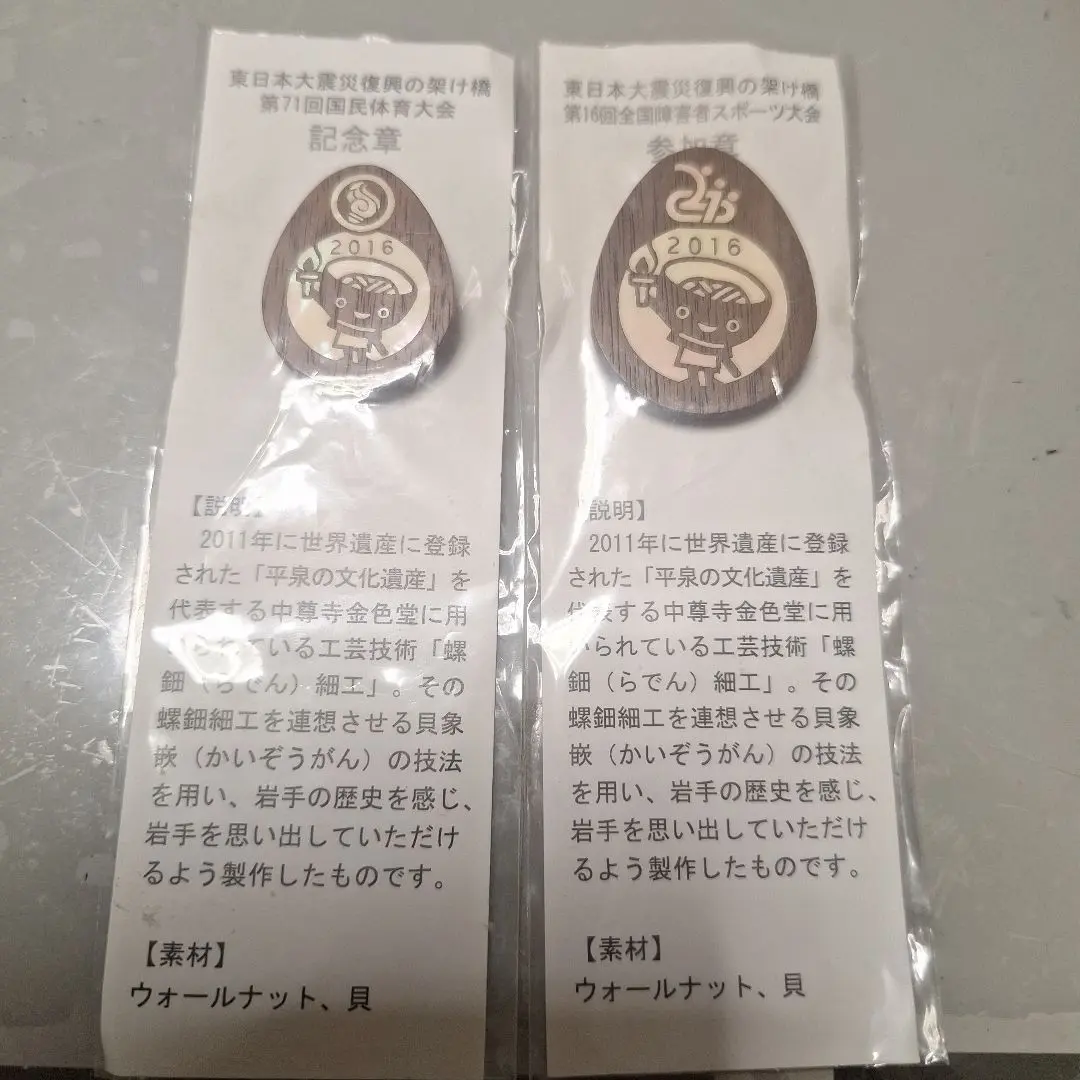 東日本大震災復興の架け橋
第71回国民体育大会
記念章
2016
【説明】
2011年に世界遺産に登録
された「平泉の文化遺産」を
代表する中尊寺金色堂に用
られている工芸技術「螺
鈿（らでん）細工」。その
螺鈿細工を連想させる貝象
嵌（かいぞうがん）の技法
を用い、岩手の歴史を感じ、
岩手を思い出していただけ
るよう製作したものです。
【素材】
ウォールナット、貝
東日本大震災復興の架け橋
第16回全国障害者スポーツ大会
参加章
2016
説明】
2011年に世界遺産に登録
された「平泉の文化遺産」を
代表する中尊寺金色堂に用
いられている工芸技術「螺
鈿（らでん）細工」。その
螺鈿細工を連想させる貝象
嵌（かいぞうがん）の技法
を用い、岩手の歴史を感じ、
岩手を思い出していただけ
るよう製作したものです。
【素材】
ウォールナット、貝